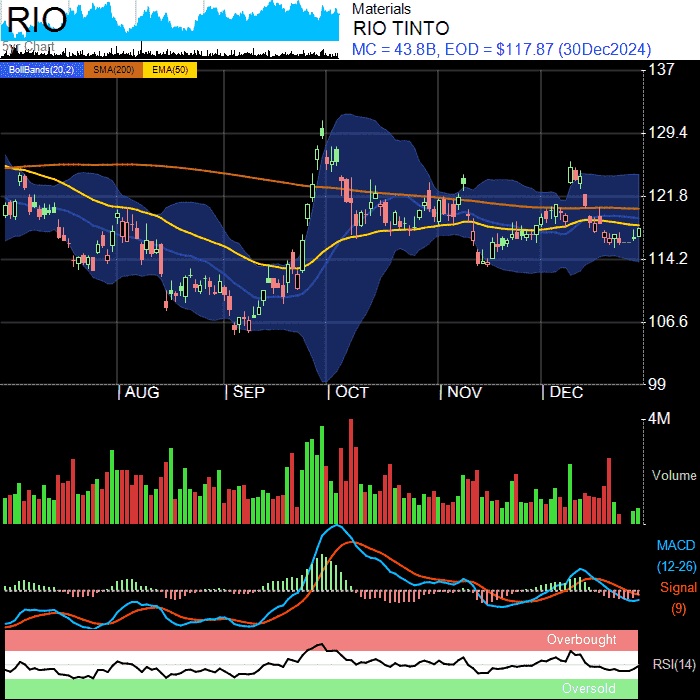 RIO
5yr Chart
Materials
RIO TINTO
MC = 43.8B, EOD = $117.87 (30Dec2024)
BollBands(20,2) SMA(200) EMA(50)
137
129.4
121.8
114.2
106.6
99
AUG SEP OCT NOV DEC
4M
Volume
MACD
(12-26)
Signal
(9)
Overbought
RSI(14)
Oversold